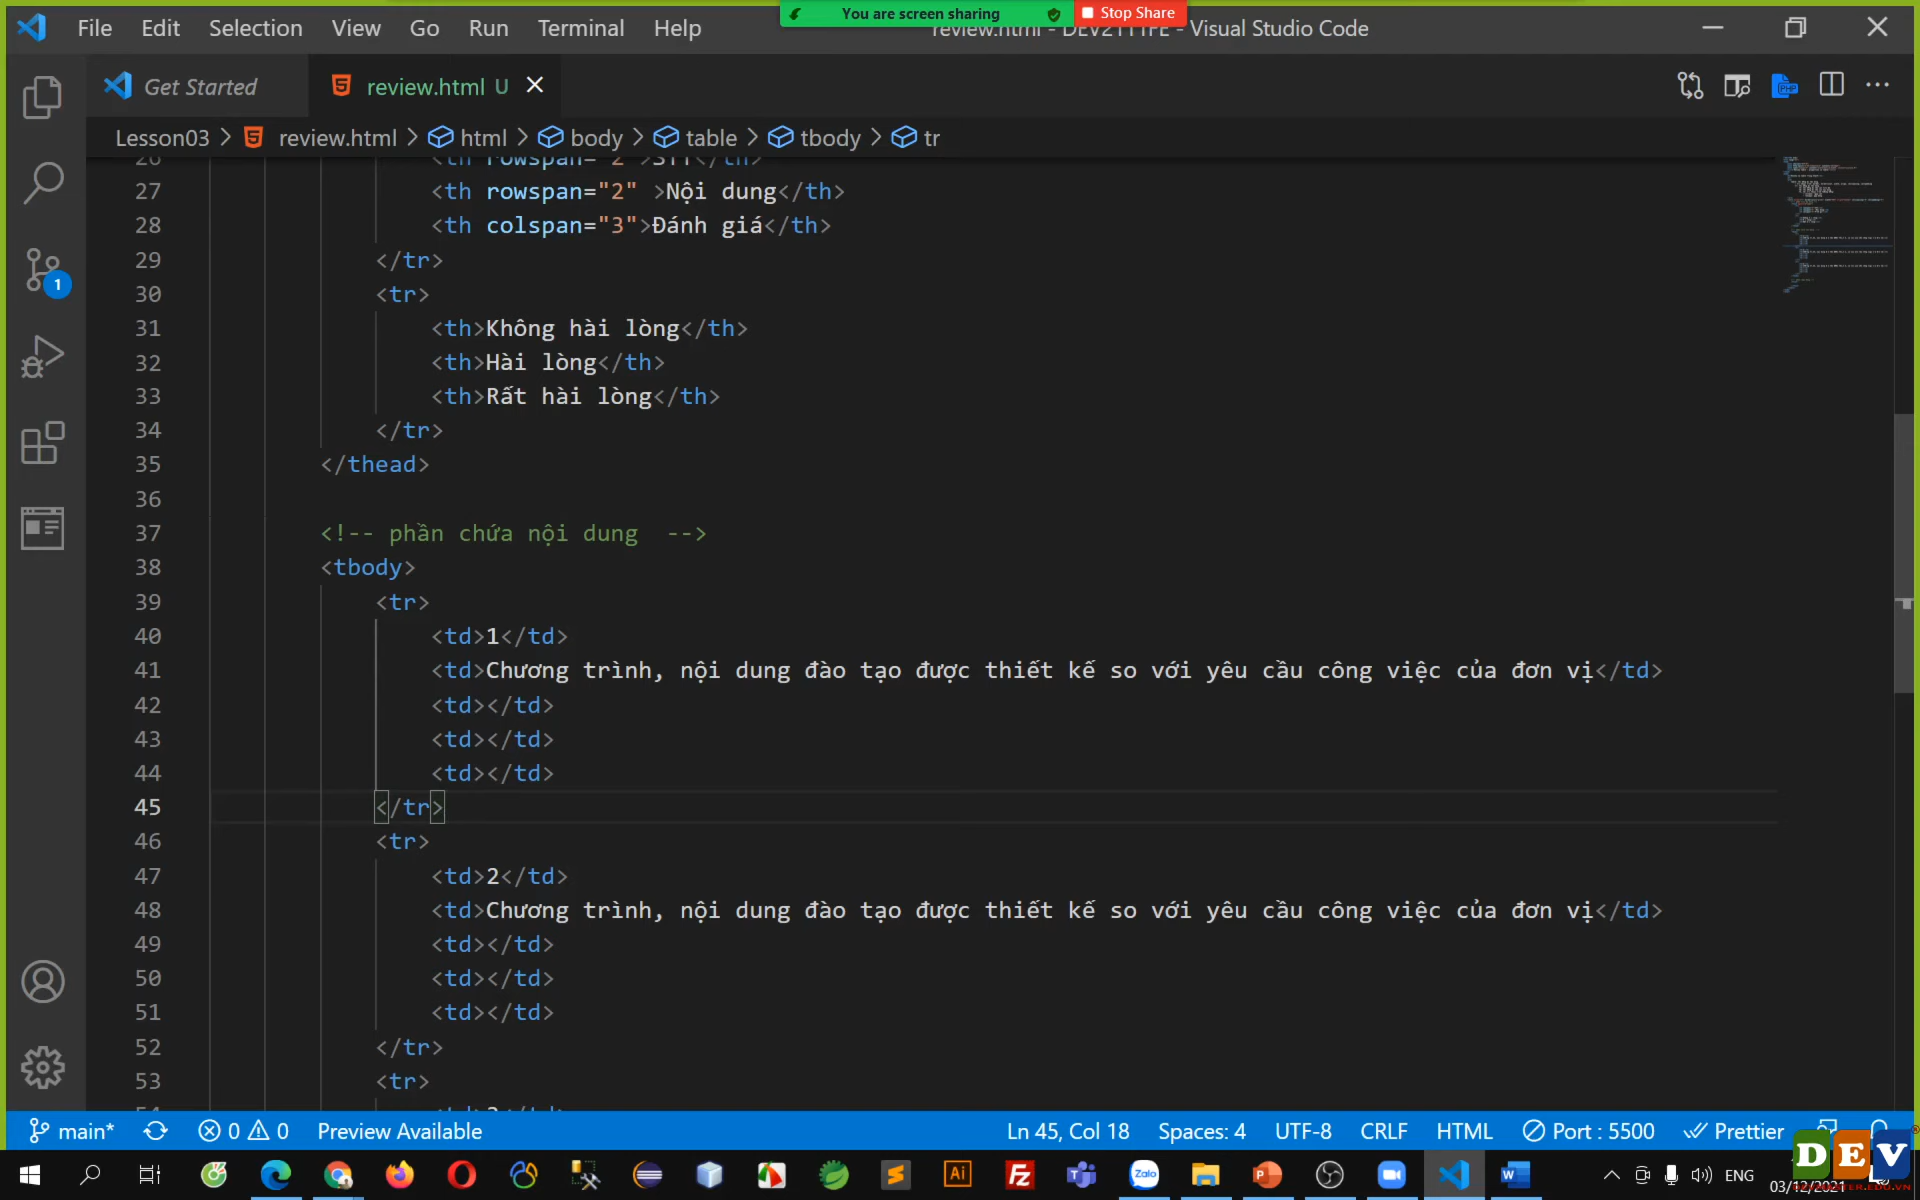 You are screen sharing Stop Share
File Edit Selection View Go Run Terminal Help review.html - DEV2111FE - Visual Studio Code
Get Started review.html U
Lesson03 > review.html > html > body > table > tbody > tr
26 <th rowspan="2">STT</th>
27 <th rowspan="2" >Nội dung</th>
28 <th colspan="3">Đánh giá</th>
29 </tr>
30 <tr>
31 <th>Không hài lòng</th>
32 <th>Hài lòng</th>
33 <th>Rất hài lòng</th>
34 </tr>
35 </thead>
36
37 <!-- phần chứa nội dung  -->
38 <tbody>
39 <tr>
40 <td>1</td>
41 <td>Chương trình, nội dung đào tạo được thiết kế so với yêu cầu công việc của đơn vị</td>
42 <td></td>
43 <td></td>
44 <td></td>
45 </tr>
46 <tr>
47 <td>2</td>
48 <td>Chương trình, nội dung đào tạo được thiết kế so với yêu cầu công việc của đơn vị</td>
49 <td></td>
50 <td></td>
51 <td></td>
52 </tr>
53 <tr>
54 <td>3</td>
main* 0 0 Preview Available Ln 45, Col 18 Spaces: 4 UTF-8 CRLF HTML Port : 5500 Prettier
ENG 03/12/2021
DEV